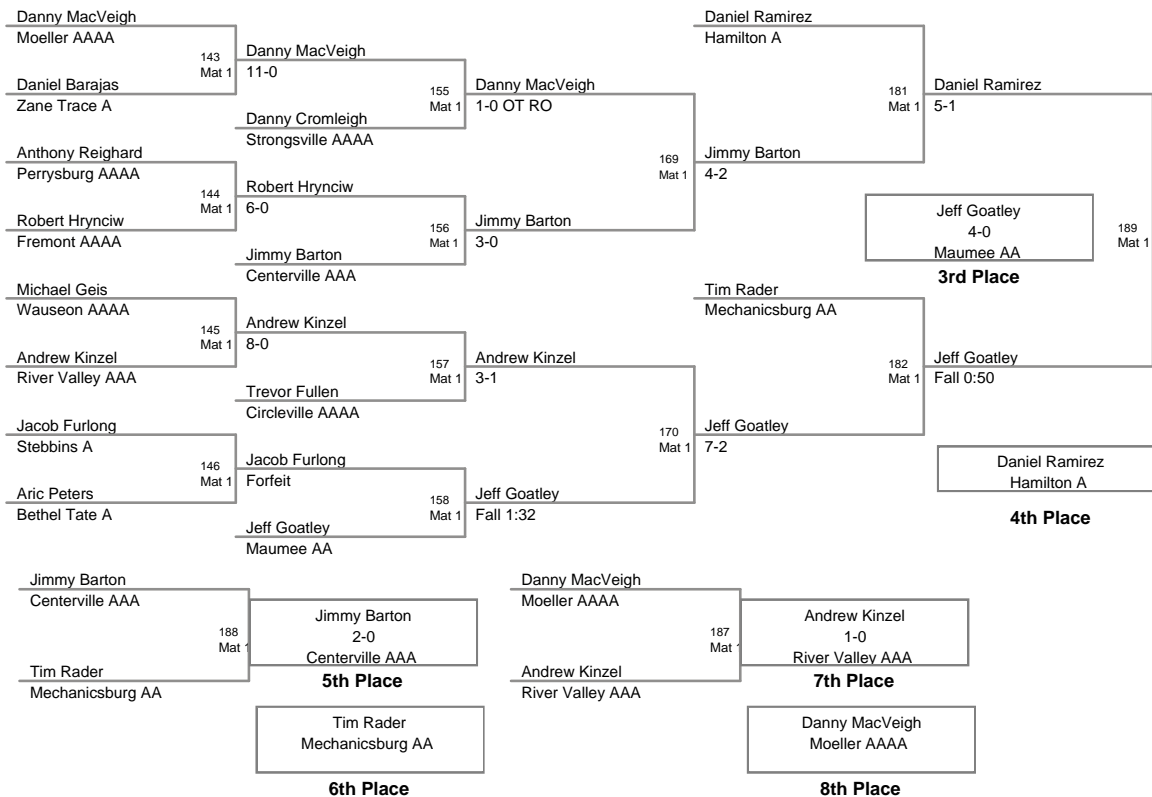 Danny MacVeigh
Moeller AAAA
143
Mat 1
Daniel Barajas
Zane Trace A
Danny MacVeigh
11-0
155
Mat 1
Danny Cromleigh
Strongsville AAAA
Danny MacVeigh
1-0 OT RO
Anthony Reighard
Perrysburg AAAA
144
Mat 1
Robert Hrynciw
Fremont AAAA
Robert Hrynciw
6-0
156
Mat 1
Jimmy Barton
Centerville AAA
Jimmy Barton
3-0
169
Mat 1
Jimmy Barton
4-2
Daniel Ramirez
Hamilton A
181
Mat 1
Daniel Ramirez
5-1
Michael Geis
Wauseon AAAA
145
Mat 1
Andrew Kinzel
River Valley AAA
Andrew Kinzel
8-0
157
Mat 1
Trevor Fullen
Circleville AAAA
Andrew Kinzel
3-1
Jacob Furlong
Stebbins A
146
Mat 1
Aric Peters
Bethel Tate A
Jacob Furlong
Forfeit
158
Mat 1
Jeff Goatley
Maumee AA
Jeff Goatley
Fall 1:32
170
Mat 1
Jeff Goatley
7-2
Tim Rader
Mechanicsburg AA
182
Mat 1
Jeff Goatley
Fall 0:50
189
Mat 1
Jeff Goatley
4-0
Maumee AA
3rd Place
Daniel Ramirez
Hamilton A
4th Place
Jimmy Barton
Centerville AAA
188
Mat 1
Tim Rader
Mechanicsburg AA
Jimmy Barton
2-0
Centerville AAA
5th Place
Tim Rader
Mechanicsburg AA
6th Place
Danny MacVeigh
Moeller AAAA
187
Mat 1
Andrew Kinzel
River Valley AAA
Andrew Kinzel
1-0
River Valley AAA
7th Place
Danny MacVeigh
Moeller AAAA
8th Place